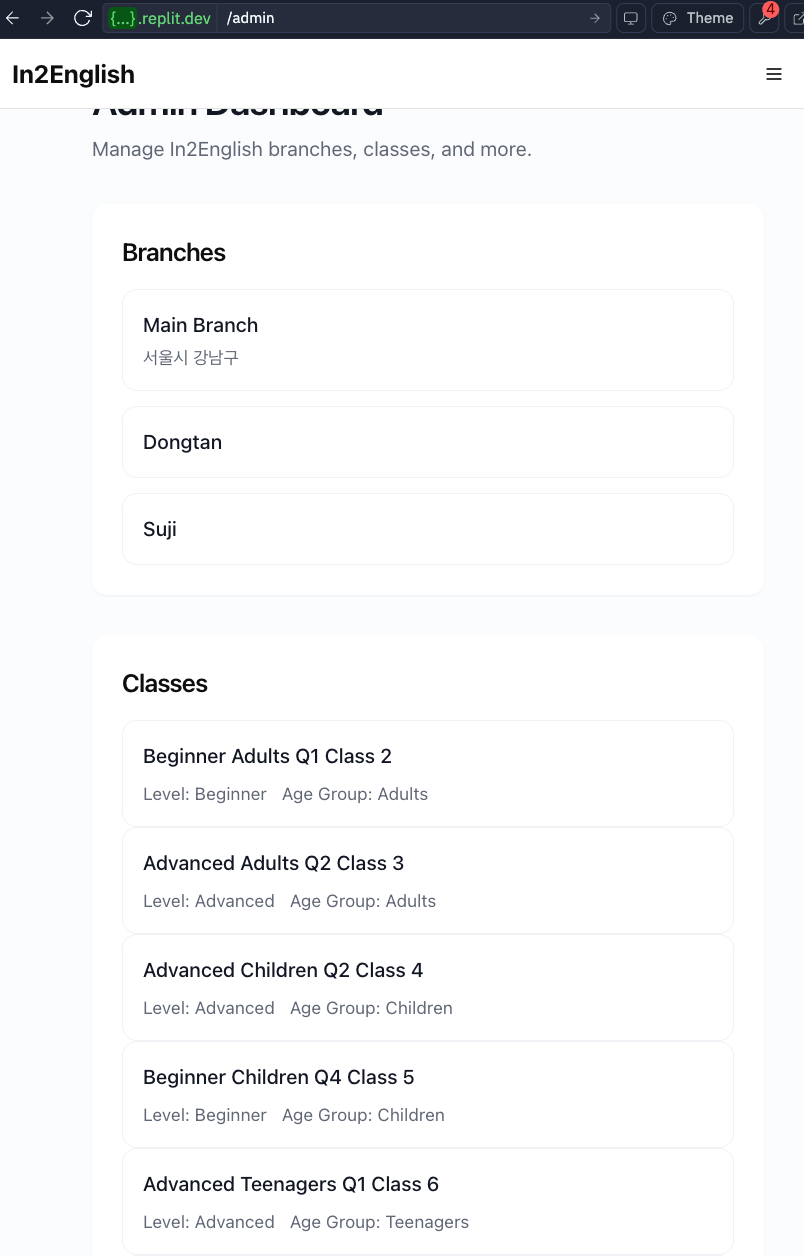 {...}.replit.dev /admin
Theme
4
In2English
Admin Dashboard
Manage In2English branches, classes, and more.
Branches
Main Branch
서울시 강남구
Dongtan
Suji
Classes
Beginner Adults Q1 Class 2
Level: Beginner Age Group: Adults
Advanced Adults Q2 Class 3
Level: Advanced Age Group: Adults
Advanced Children Q2 Class 4
Level: Advanced Age Group: Children
Beginner Children Q4 Class 5
Level: Beginner Age Group: Children
Advanced Teenagers Q1 Class 6
Level: Advanced Age Group: Teenagers